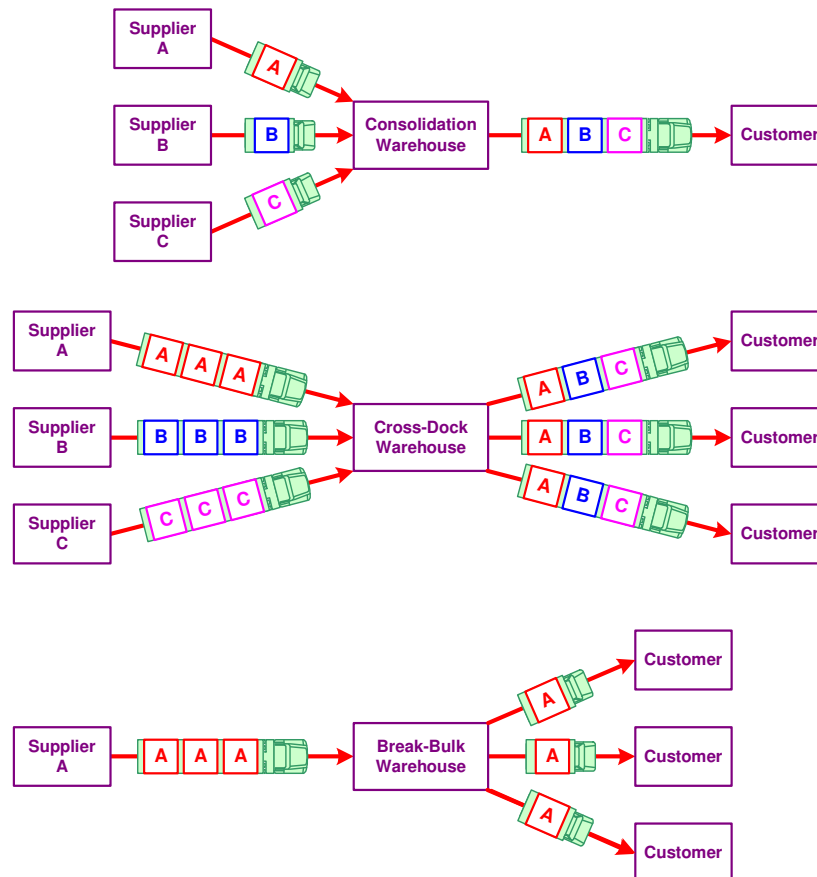 Supplier
A
A
Supplier
B
B
Consolidation
Warehouse
A B C
Customer
Supplier
C
C
Supplier
A
A A A
A B C
Customer
Supplier
B
B B B
Cross-Dock
Warehouse
A B C
Customer
Supplier
C
C C C
A B C
Customer
A
Customer
Supplier
A
A A A
Break-Bulk
Warehouse
A
Customer
A
Customer